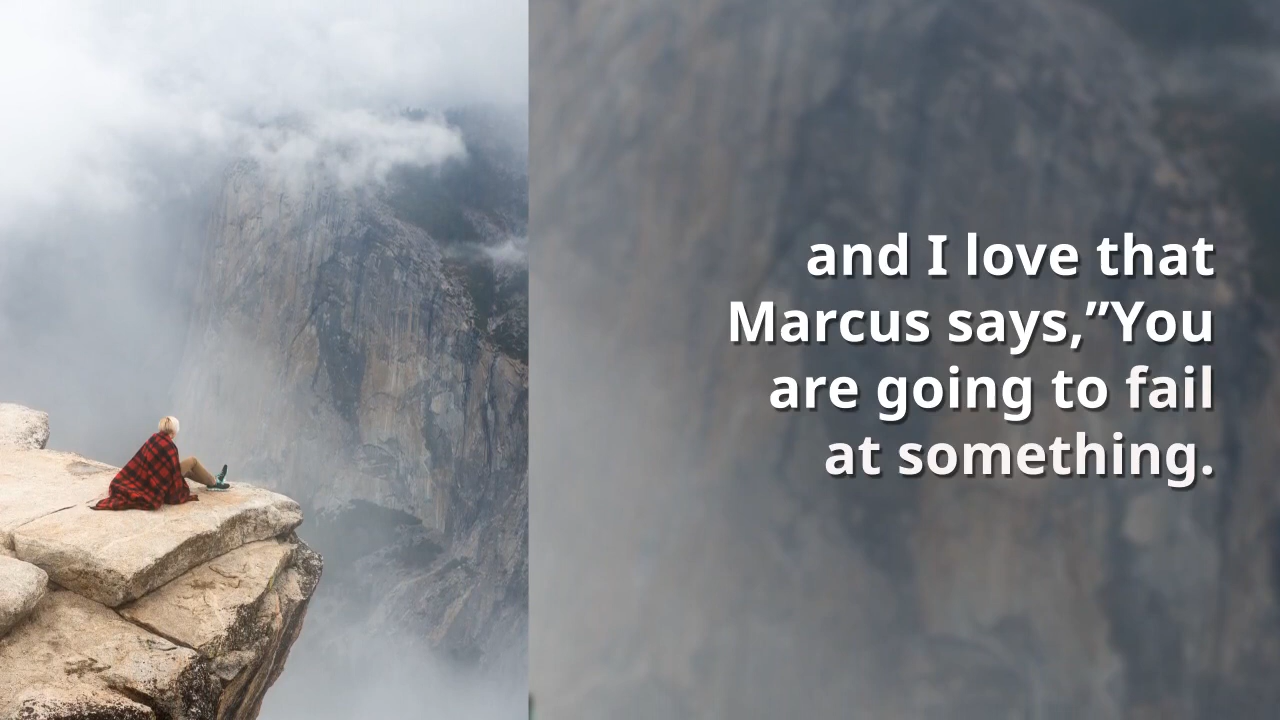 and I love that
Marcus says,”You
are going to fail
at something.